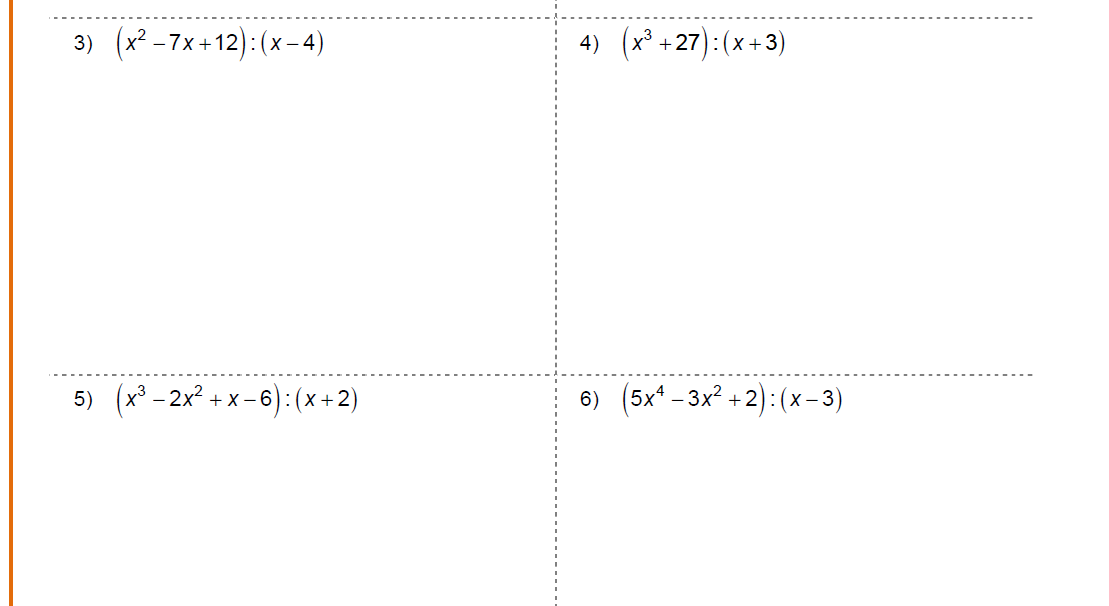 3) (x² – 7x + 12) : (x – 4)
4) (x³ + 27) : (x + 3)
5) (x³ – 2x² + x – 6) : (x + 2)
6) (5x⁴ – 3x² + 2) : (x – 3)